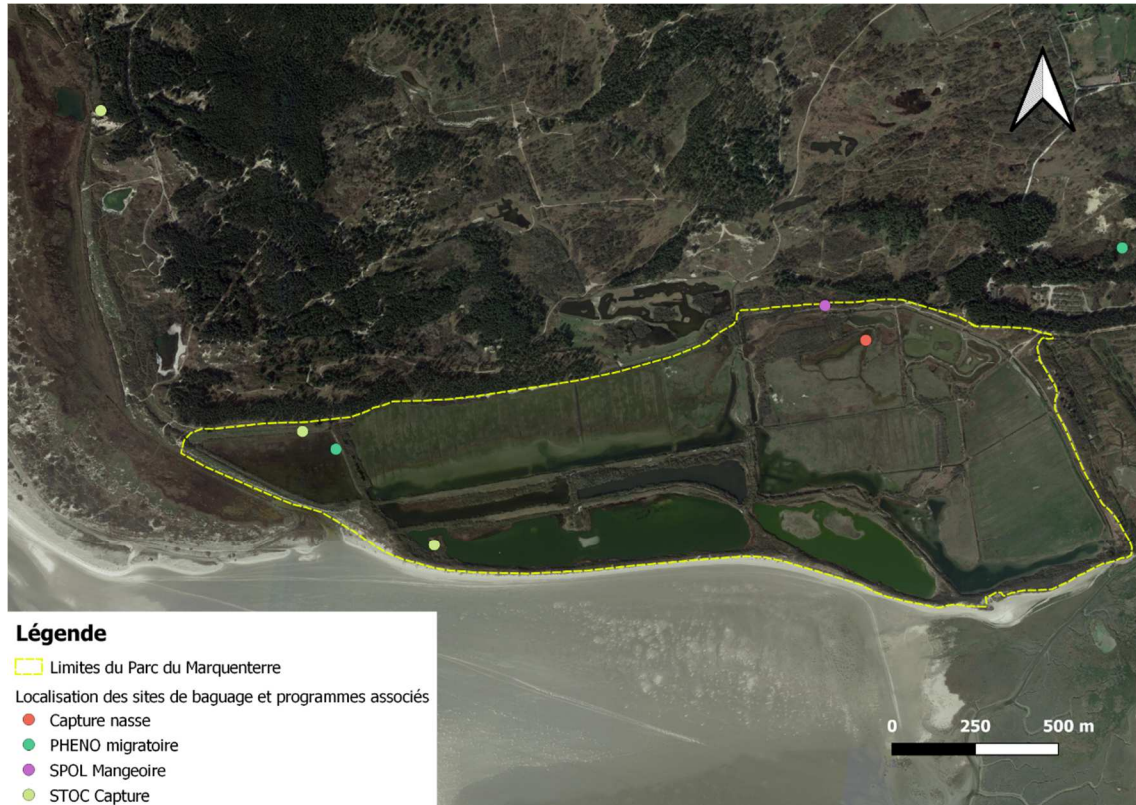 Légende
Limites du Parc du Marquenterre
Localisation des sites de baguage et programmes associés
Capture nasse
PHENO migratoire
SPOL Mangeoire
STOC Capture
0 250 500 m